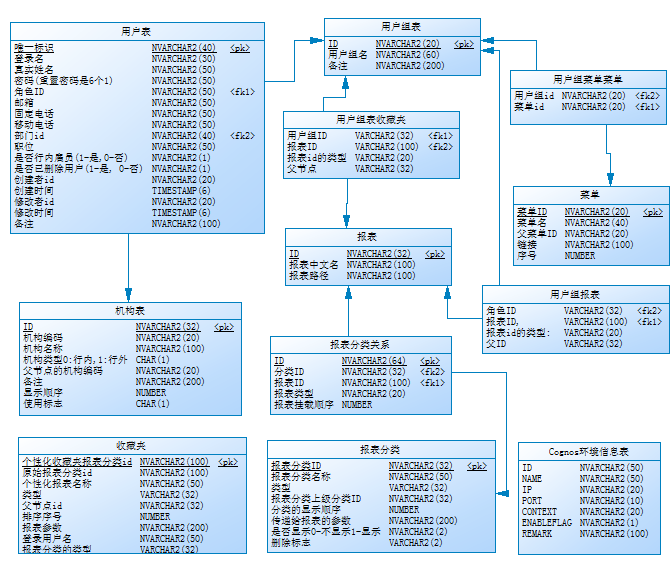 用户表
唯一标识 NVARCHAR2(40) <pk>
登录名 NVARCHAR2(30)
真实姓名 NVARCHAR2(50)
密码(重置密码是6个1) NVARCHAR2(50)
角色ID NVARCHAR2(50) <fk1>
邮箱 NVARCHAR2(50)
固定电话 NVARCHAR2(50)
移动电话 NVARCHAR2(50)
部门id NVARCHAR2(40) <fk2>
职位 NVARCHAR2(50)
是否行内雇员(1-是,0-否) NVARCHAR2(1)
是否已删除用户(1-是, 0-否) NVARCHAR2(1)
创建者id NVARCHAR2(20)
创建时间 TIMESTAMP(6)
修改者id NVARCHAR2(20)
修改时间 TIMESTAMP(6)
备注 NVARCHAR2(100)
用户组表
ID NVARCHAR2(20) <pk>
用户组名 NVARCHAR2(60)
备注 NVARCHAR2(200)
用户组菜单菜单
用户组id NVARCHAR2(20) <fk2>
菜单id NVARCHAR2(20) <fk1>
用户组表收藏夹
用户组ID VARCHAR2(32) <fk1>
报表ID NVARCHAR2(100) <fk2>
报表id的类型 VARCHAR2(20)
父节点 VARCHAR2(32)
菜单
菜单ID NVARCHAR2(20) <pk>
菜单名 NVARCHAR2(40)
父菜单ID NVARCHAR2(20)
链接 NVARCHAR2(100)
序号 NUMBER
报表
ID NVARCHAR2(32) <pk>
报表中文名 NVARCHAR2(100)
报表路径 NVARCHAR2(100)
用户组报表
角色ID VARCHAR2(32) <fk2>
报表ID, VARCHAR2(100) <fk1>
报表id的类型: VARCHAR2(20)
父ID VARCHAR2(32)
机构表
ID NVARCHAR2(32) <pk>
机构编码 NVARCHAR2(20)
机构名称 NVARCHAR2(100)
机构类型0:行内,1:行外 CHAR(1)
父节点的机构编码 NVARCHAR2(20)
备注 NVARCHAR2(200)
显示顺序 NUMBER
使用标志 CHAR(1)
报表分类关系
ID NVARCHAR2(64) <pk>
分类ID NVARCHAR2(32) <fk2>
报表ID NVARCHAR2(100) <fk1>
报表类型 NVARCHAR2(20)
报表挂载顺序 NUMBER
收藏夹
个性化收藏夹报表分类id NVARCHAR2(100) <pk>
原始报表分类id NVARCHAR2(100)
个性化报表名称 NVARCHAR2(50)
类型 VARCHAR2(32)
父节点id NVARCHAR2(32)
排序序号 NUMBER
报表参数 NVARCHAR2(200)
登录用户名 NVARCHAR2(50)
报表分类的类型 VARCHAR2(32)
报表分类
报表分类ID NVARCHAR2(32) <pk>
报表分类名称 NVARCHAR2(50)
类型 VARCHAR2(32)
报表分类上级分类ID NVARCHAR2(32)
分类的显示顺序 NUMBER
传递给报表的参数 NVARCHAR2(200)
是否显示0-不显示1-显示 NVARCHAR2(2)
删除标志 VARCHAR2(2)
Cognos环境信息表
ID NVARCHAR2(50)
NAME NVARCHAR2(50)
IP NVARCHAR2(20)
PORT NVARCHAR2(10)
CONTEXT NVARCHAR2(20)
ENABLEFLAG NVARCHAR2(1)
REMARK NVARCHAR2(100)